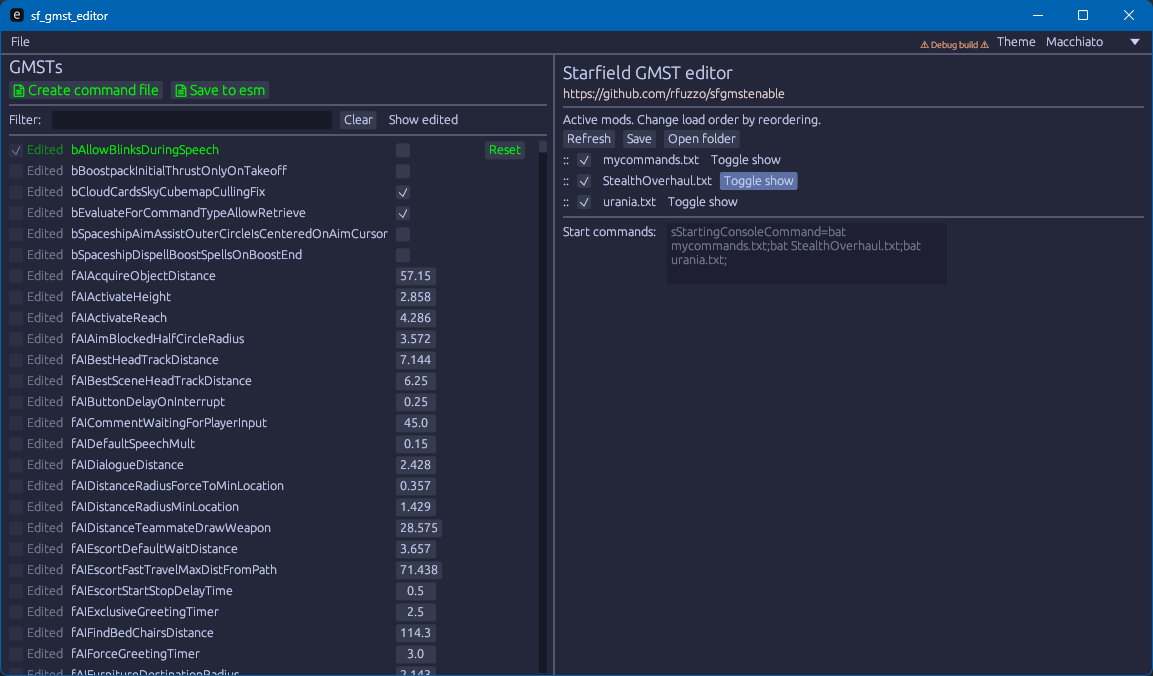 sf_gmst_editor
File
⚠ Debug build ⚠ Theme Macchiato
GMSTs
Create command file Save to esm
Filter: Clear Show edited
Edited bAllowBlinksDuringSpeech Reset
Edited bBoostpackInitialThrustOnlyOnTakeoff
Edited bCloudCardsSkyCubemapCullingFix
Edited bEvaluateForCommandTypeAllowRetrieve
Edited bSpaceshipAimAssistOuterCircleIsCenteredOnAimCursor
Edited bSpaceshipDispellBoostSpellsOnBoostEnd
Edited fAIAcquireObjectDistance 57.15
Edited fAIActivateHeight 2.858
Edited fAIActivateReach 4.286
Edited fAIAimBlockedHalfCircleRadius 3.572
Edited fAIBestHeadTrackDistance 7.144
Edited fAIBestSceneHeadTrackDistance 6.25
Edited fAIButtonDelayOnInterrupt 0.25
Edited fAICommentWaitingForPlayerInput 45.0
Edited fAIDefaultSpeechMult 0.15
Edited fAIDialogueDistance 2.428
Edited fAIDistanceRadiusForceToMinLocation 0.357
Edited fAIDistanceRadiusMinLocation 1.429
Edited fAIDistanceTeammateDrawWeapon 28.575
Edited fAIEscortDefaultWaitDistance 3.657
Edited fAIEscortFastTravelMaxDistFromPath 71.438
Edited fAIEscortStartStopDelayTime 0.5
Edited fAIExclusiveGreetingTimer 2.5
Edited fAIFindBedChairsDistance 114.3
Edited fAIForceGreetingTimer 3.0
Edited fAIFurnitureDestinationRadius 2.143
Starfield GMST editor
https://github.com/rfuzzo/sfgmstenable
Active mods. Change load order by reordering.
Refresh Save Open folder
:: mycommands.txt Toggle show
:: StealthOverhaul.txt Toggle show
:: urania.txt Toggle show
Start commands: sStartingConsoleCommand=bat
mycommands.txt;bat StealthOverhaul.txt;bat
urania.txt;